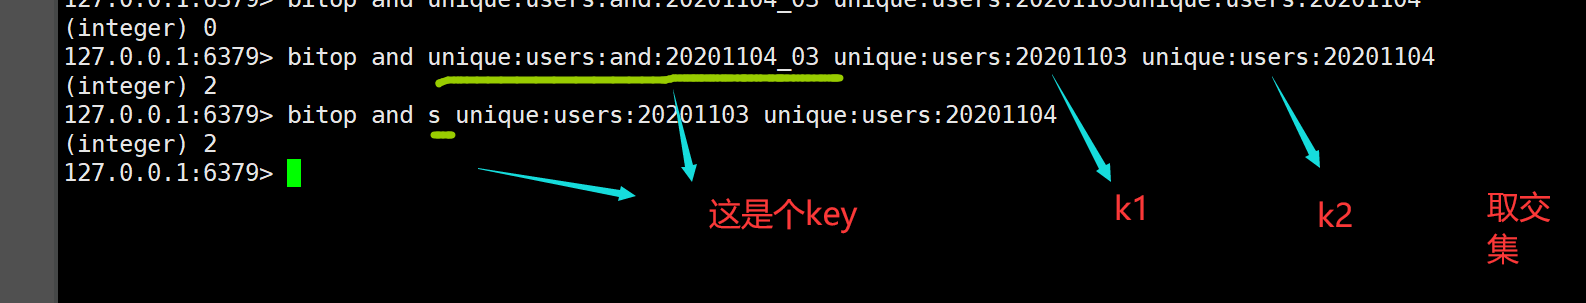 127.0.0.1:6379> bitop and unique:users:and:20201104_03 unique:users:20201103unique:users:20201104
(integer) 0
127.0.0.1:6379> bitop and unique:users:and:20201104_03 unique:users:20201103 unique:users:20201104
(integer) 2
127.0.0.1:6379> bitop and s unique:users:20201103 unique:users:20201104
(integer) 2
127.0.0.1:6379>
这是个key
k1
k2
取交
集